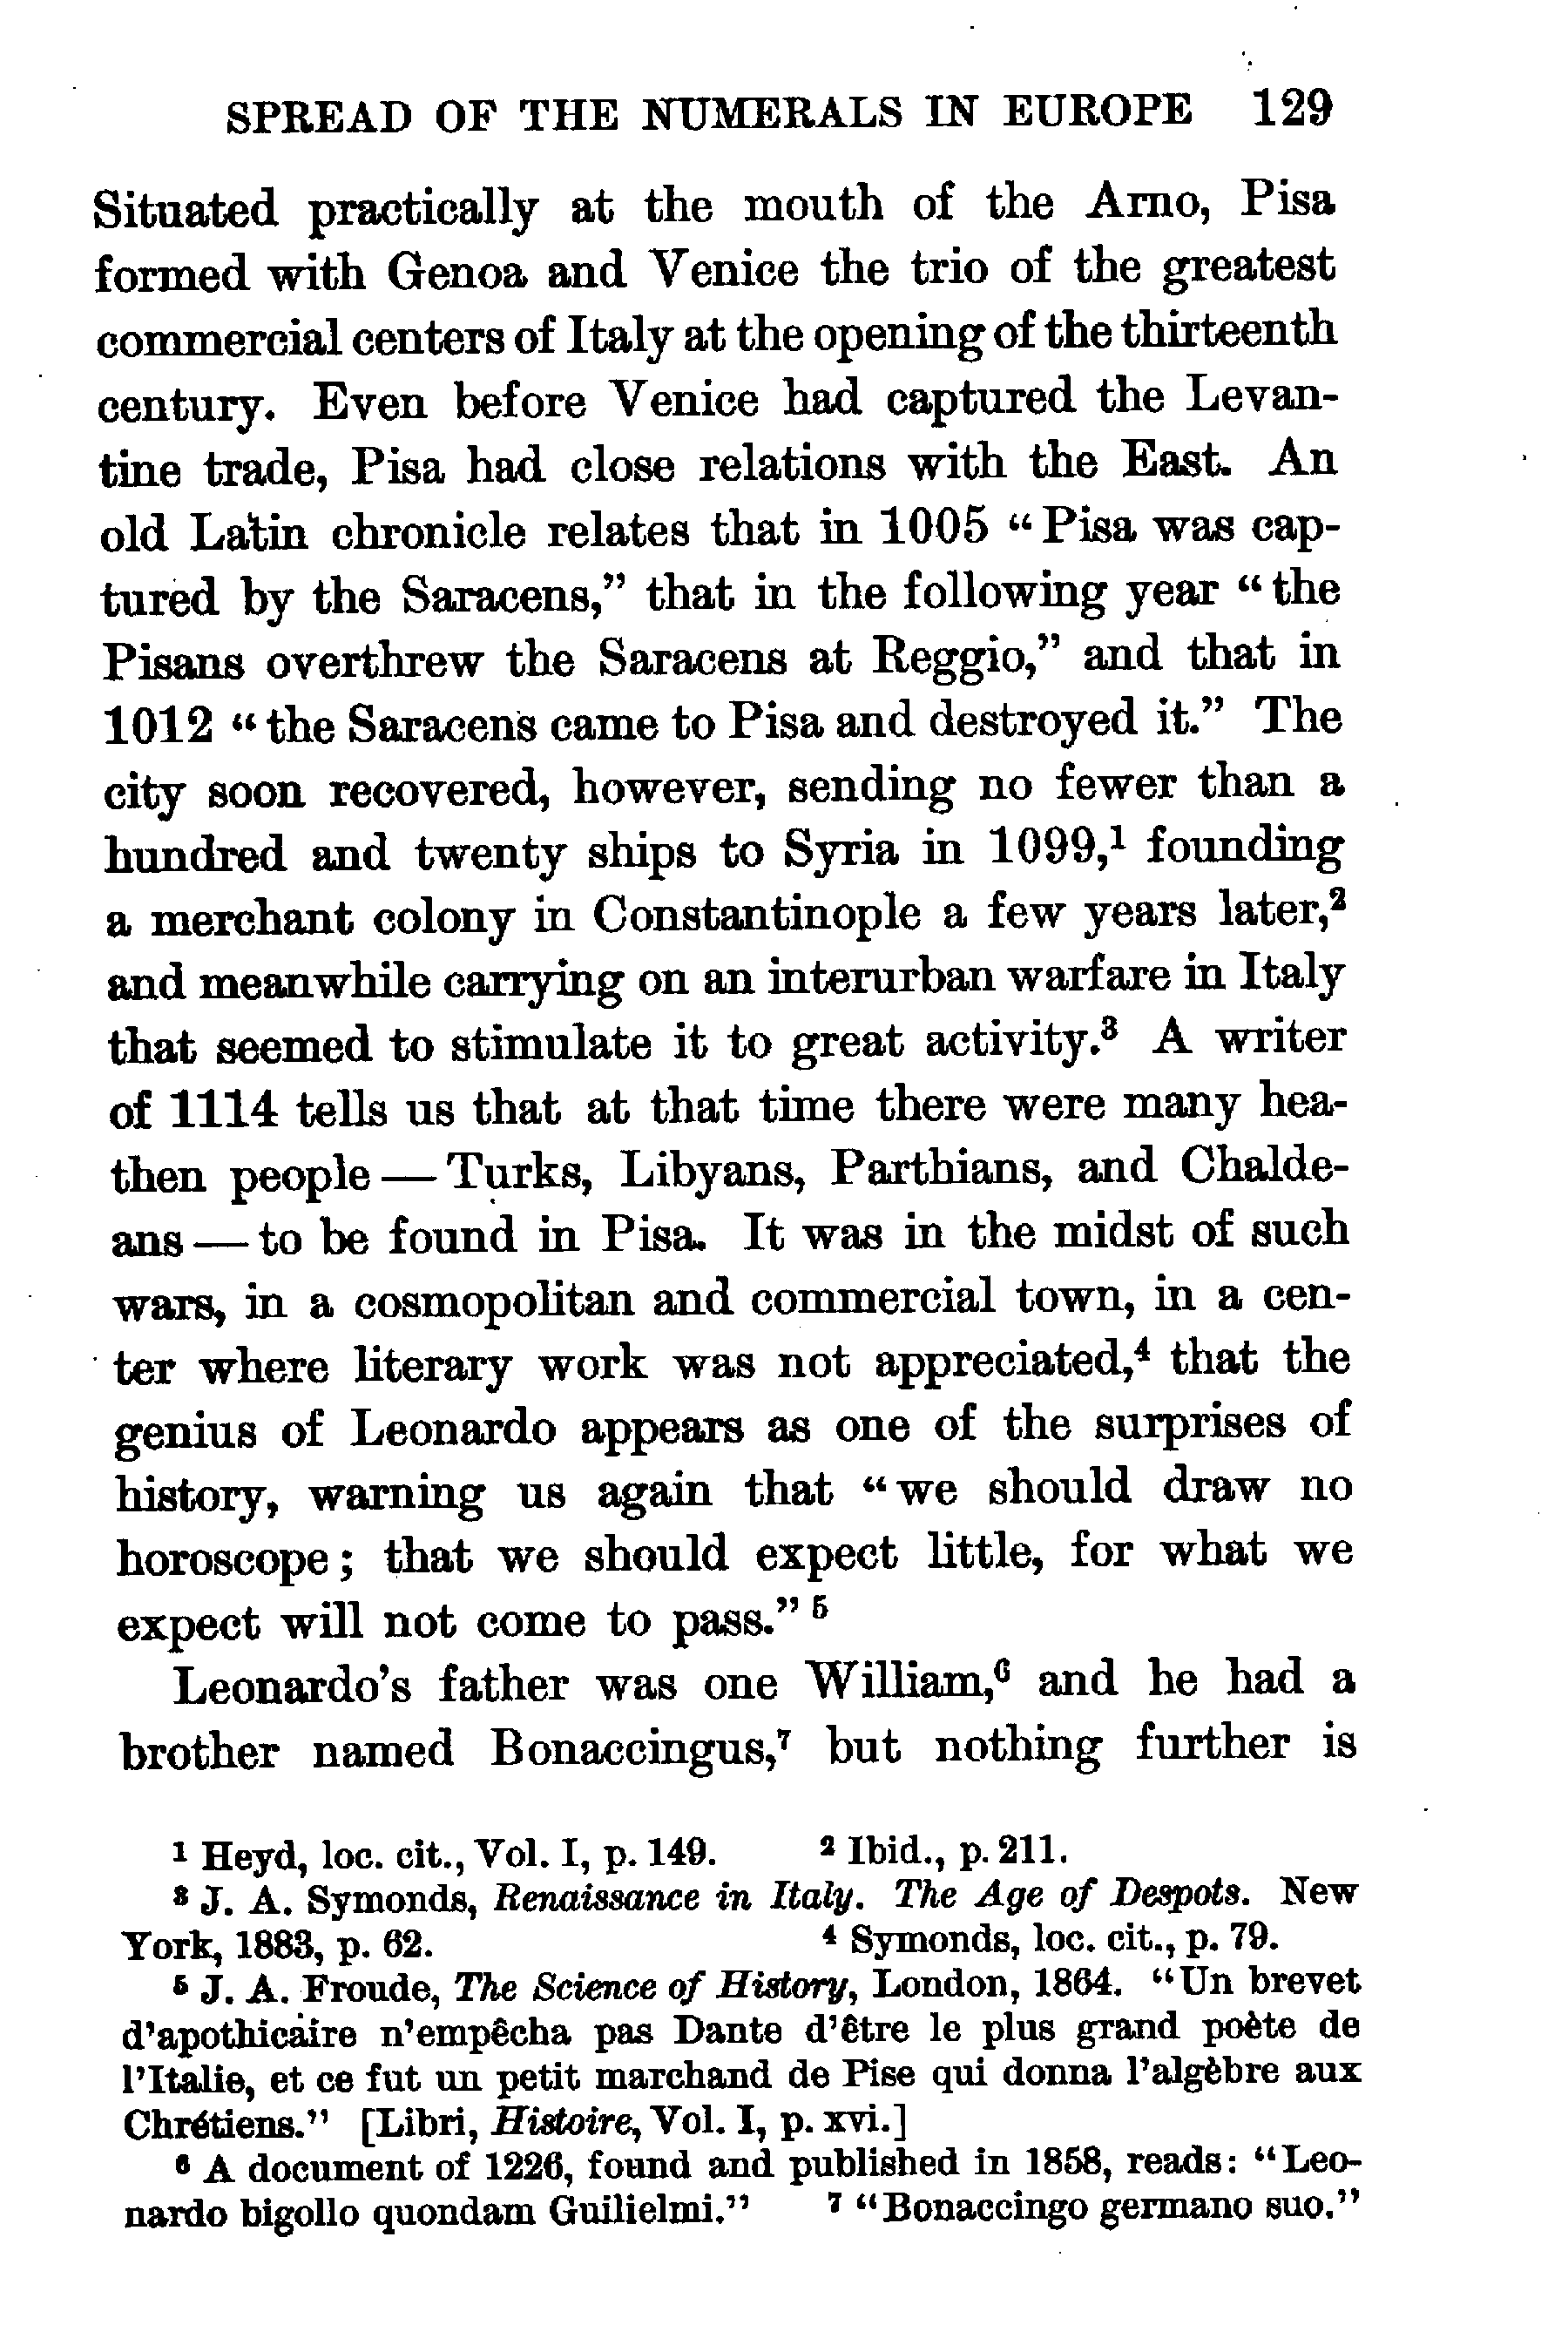 SPREAD OF THE NUMERALS IN EUROPE 129
Situated practically at the mouth of the Arno, Pisa
formed with Genoa and Venice the trio of the greatest
commercial centers of Italy at the opening of the thirteenth
century. Even before Venice had captured the Levan-
tine trade, Pisa had close relations with the East. An
old Latin chronicle relates that in 1005 “Pisa was cap-
tured by the Saracens,” that in the following year “the
Pisans overthrew the Saracens at Reggio,” and that in
1012 “the Saracens came to Pisa and destroyed it.” The
city soon recovered, however, sending no fewer than a
hundred and twenty ships to Syria in 1099,¹ founding
a merchant colony in Constantinople a few years later,²
and meanwhile carrying on an interurban warfare in Italy
that seemed to stimulate it to great activity.³ A writer
of 1114 tells us that at that time there were many hea-
then people — Turks, Libyans, Parthians, and Chalde-
ans — to be found in Pisa. It was in the midst of such
wars, in a cosmopolitan and commercial town, in a cen-
ter where literary work was not appreciated,⁴ that the
genius of Leonardo appears as one of the surprises of
history, warning us again that “we should draw no
horoscope; that we should expect little, for what we
expect will not come to pass.” ⁵
Leonardo’s father was one William,⁶ and he had a
brother named Bonaccingus,⁷ but nothing further is
¹ Heyd, loc. cit., Vol. I, p. 149. ² Ibid., p. 211.
³ J. A. Symonds, Renaissance in Italy. The Age of Despots. New
York, 1883, p. 62. ⁴ Symonds, loc. cit., p. 79.
⁵ J. A. Froude, The Science of History, London, 1864. “Un brevet
d’apothicaire n’empêcha pas Dante d’être le plus grand poète de
l’Italie, et ce fut un petit marchand de Pise qui donna l’algèbre aux
Chrétiens.” [Libri, Histoire, Vol. I, p. xvi.]
⁶ A document of 1226, found and published in 1858, reads: “Leo-
nardo bigollo quondam Guilielmi.” ⁷ “Bonaccingo germano suo.”